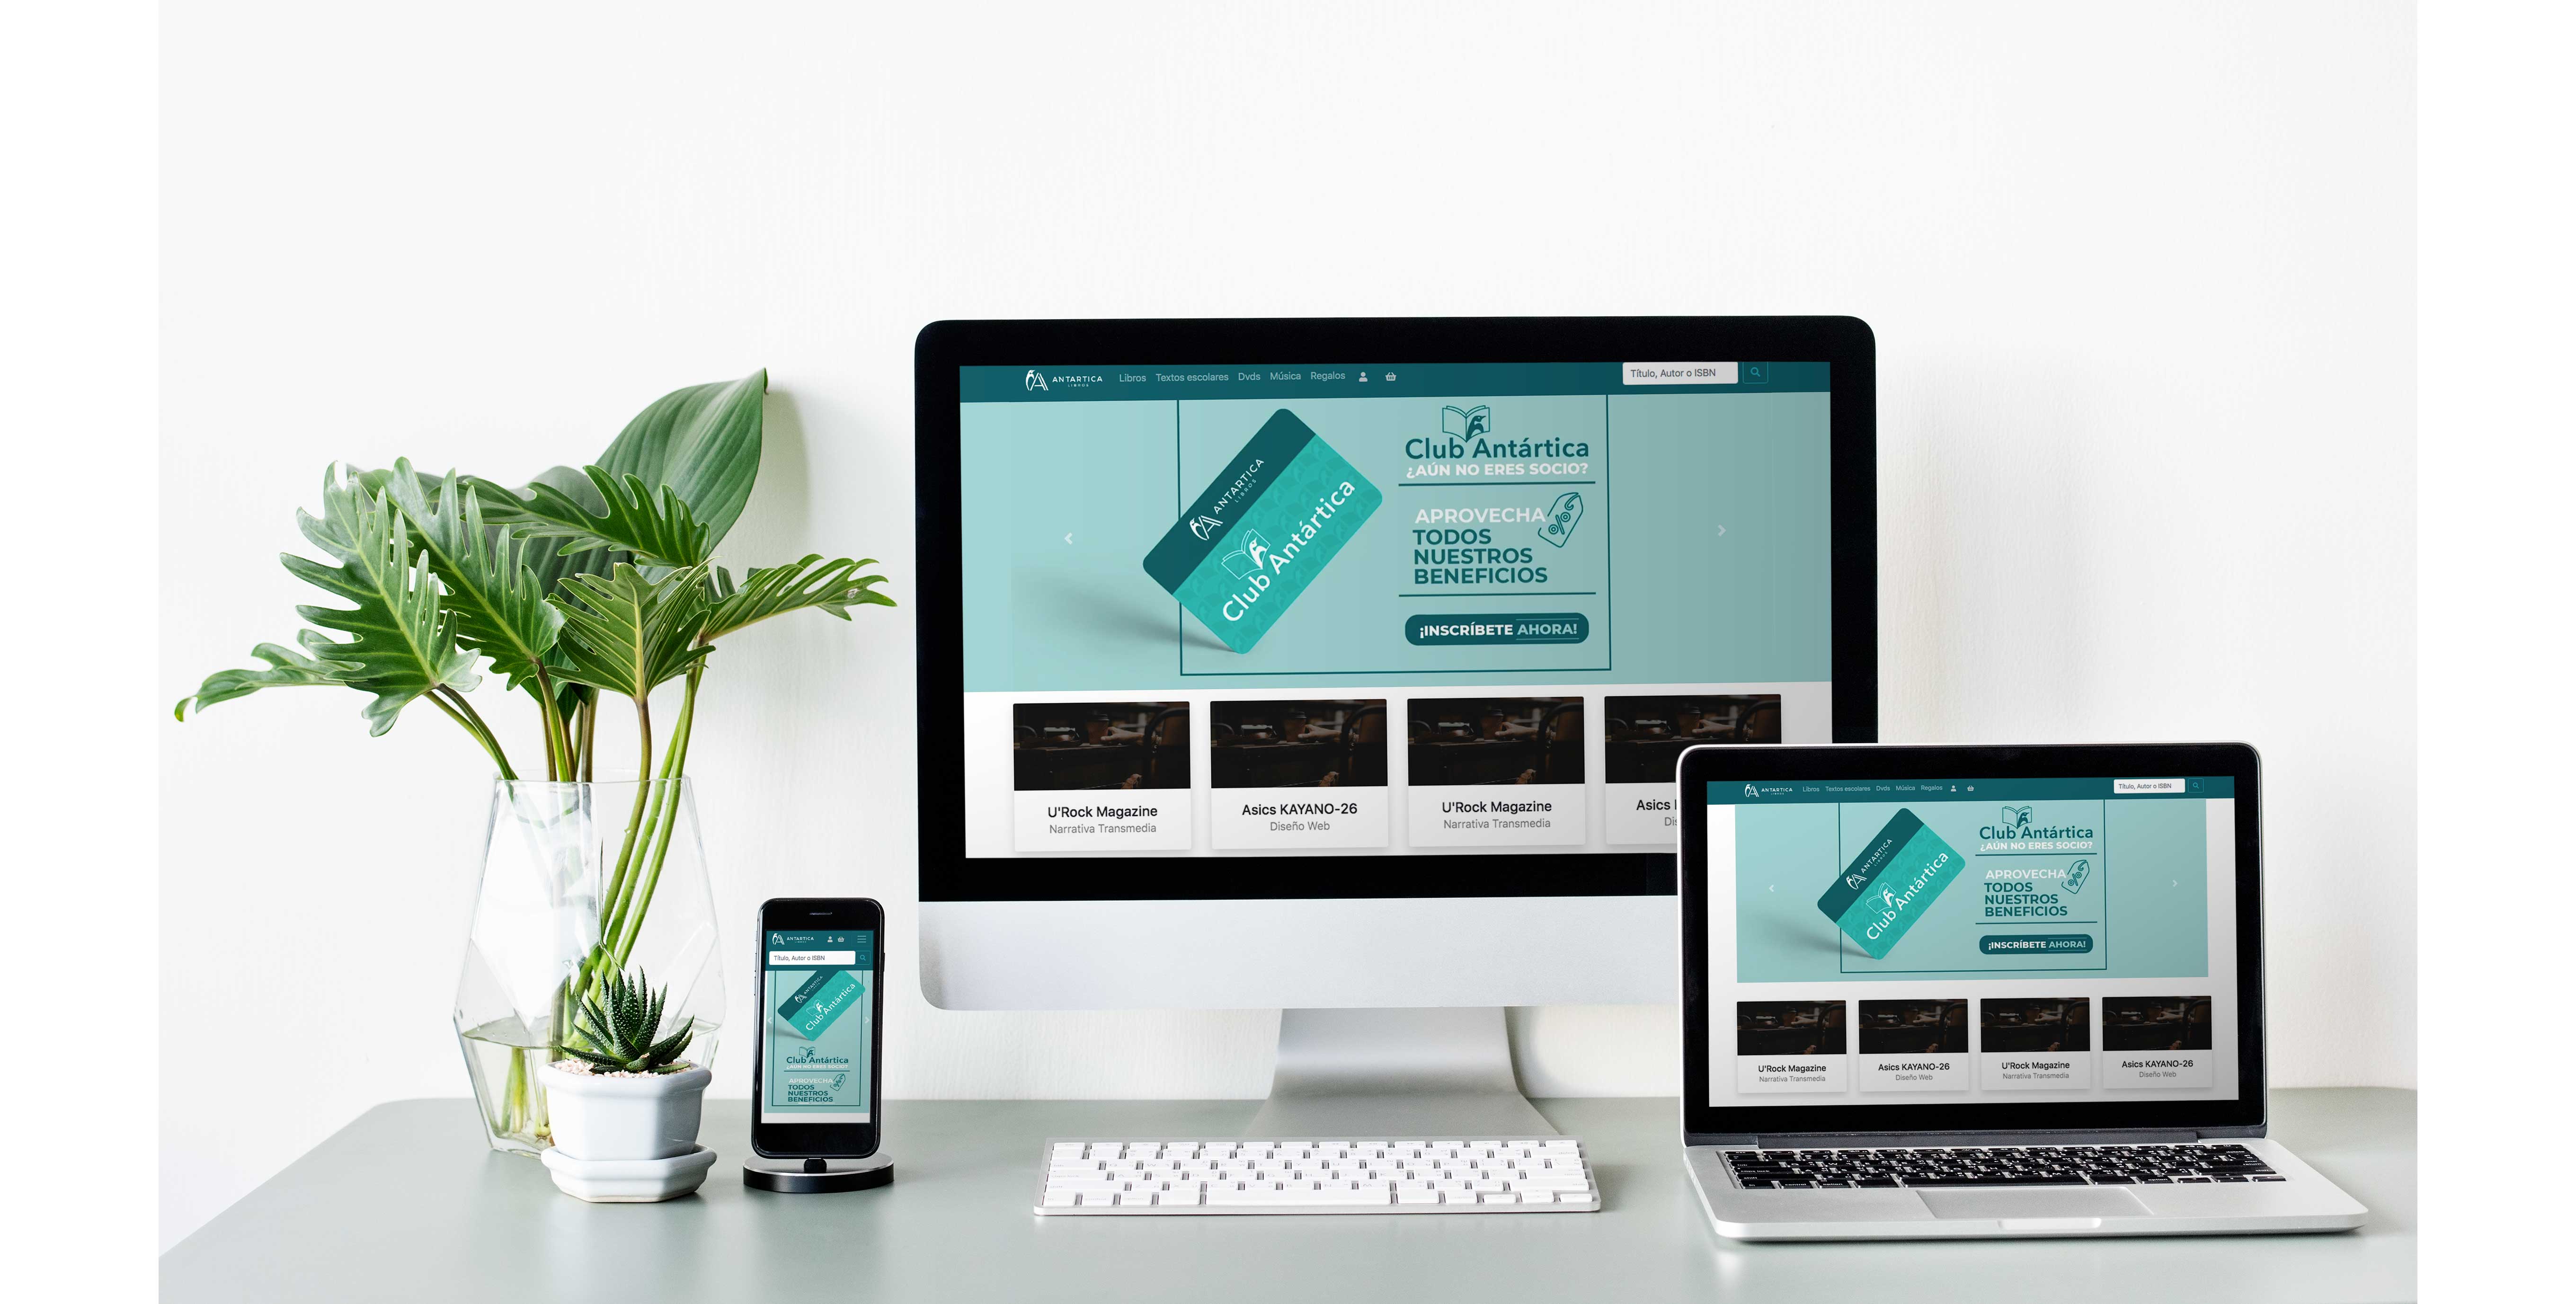 ANTARTICA
LIBROS
Libros Textos escolares Dvds Música Regalos
Título, Autor o ISBN
ANTARTICA
LIBROS
Club Antártica
Club Antártica
¿AÚN NO ERES SOCIO?
APROVECHA
TODOS
NUESTROS
BENEFICIOS
¡INSCRÍBETE AHORA!
U'Rock Magazine
Narrativa Transmedia
Asics KAYANO-26
Diseño Web
U'Rock Magazine
Narrativa Transmedia
Asics
ANTARTICA
Título, Autor o ISBN
ANTARTICA
Club Antártica
Club Antártica
¿AÚN NO ERES SOCIO?
APROVECHA
TODOS
NUESTROS
BENEFICIOS
ANTARTICA
LIBROS
Libros Textos escolares Dvds Música Regalos
Título, Autor o ISBN
ANTARTICA
LIBROS
Club Antártica
Club Antártica
¿AÚN NO ERES SOCIO?
APROVECHA
TODOS
NUESTROS
BENEFICIOS
¡INSCRÍBETE AHORA!
U'Rock Magazine
Narrativa Transmedia
Asics KAYANO-26
Diseño Web
U'Rock Magazine
Narrativa Transmedia
Asics KAYANO-26
Diseño Web